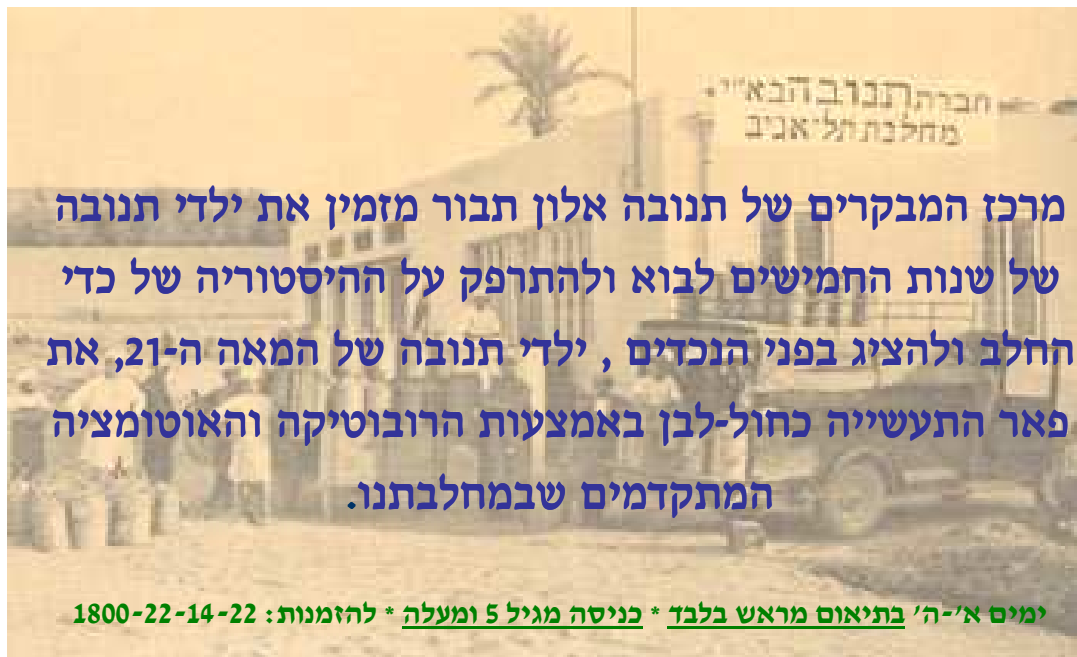 חברת תנובה בא"י.
מחלבת תל-אביב
מרכז המבקרים של תנובה אלון תבור מזמין את ילדי תנובה
של שנות החמישים לבוא ולהתרפק על ההיסטוריה של כדי
החלב ולהציג בפני הנכדים , ילדי תנובה של המאה ה-21, את
פאר התעשייה כחול-לבן באמצעות הרובוטיקה והאוטומציה
המתקדמים שבמחלבתנו.
ימים א'-ה' בתיאום מראש בלבד * כניסה מגיל 5 ומעלה * להזמנות: 1800-22-14-22